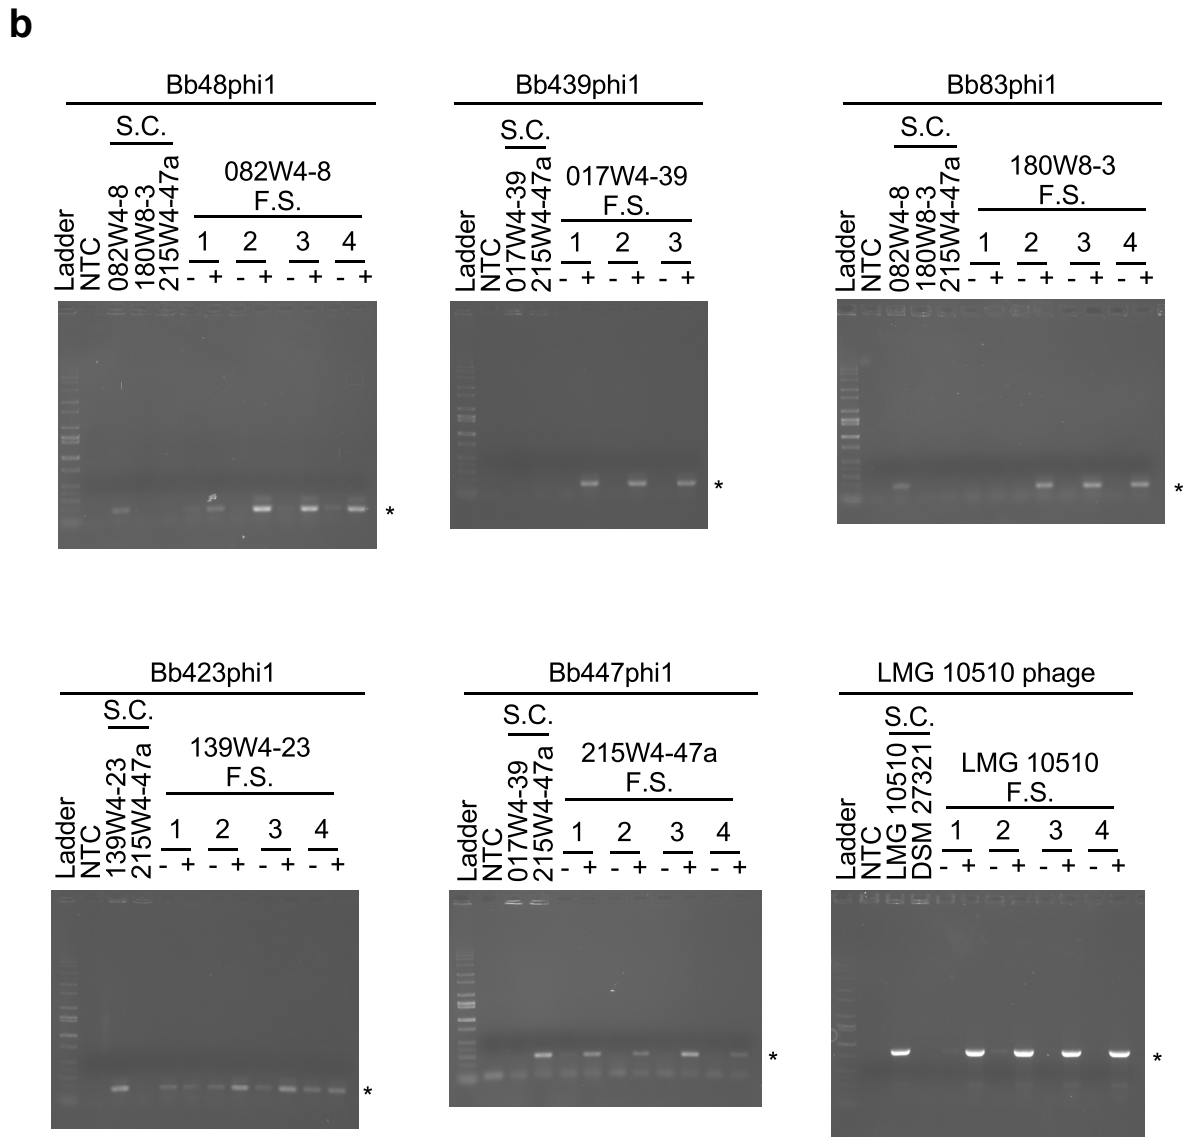 b
Bb48phi1
S.C.
082W4-8
F.S.
Ladder
NTC
082W4-8
180W8-3
215W4-47a
1 2 3 4
- + - + - + - +
*
Bb439phi1
S.C.
017W4-39
F.S.
Ladder
NTC
017W4-39
215W4-47a
1 2 3
- + - + - +
*
Bb83phi1
S.C.
180W8-3
F.S.
Ladder
NTC
082W4-8
180W8-3
215W4-47a
1 2 3 4
- + - + - + - +
*
Bb423phi1
S.C.
139W4-23
F.S.
Ladder
NTC
139W4-23
215W4-47a
1 2 3 4
- + - + - + - +
*
Bb447phi1
S.C.
215W4-47a
F.S.
Ladder
NTC
017W4-39
215W4-47a
1 2 3 4
- + - + - + - +
*
LMG 10510 phage
S.C.
LMG 10510
F.S.
Ladder
NTC
LMG 10510
DSM 27321
1 2 3 4
- + - + - + - +
*